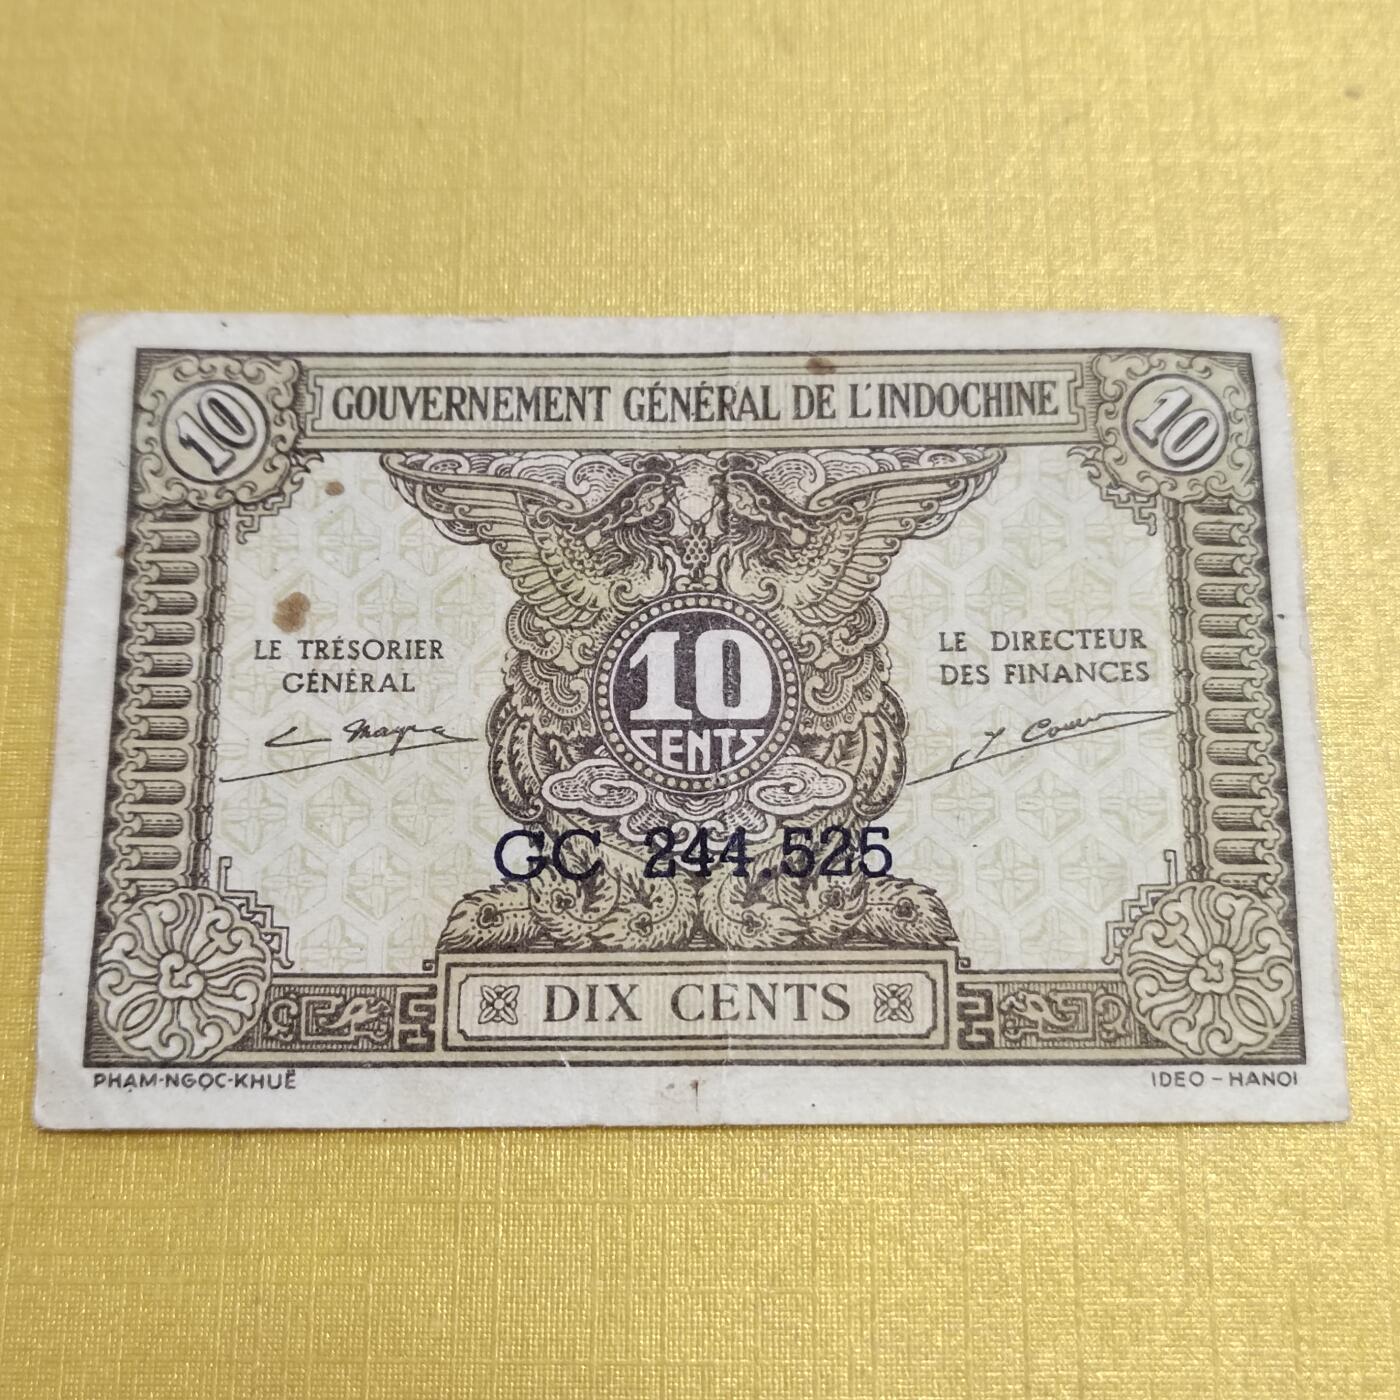 10 GOUVERNEMENT GÉNÉRAL DE L'INDOCHINE 10
LE TRÉSORIER
GÉNÉRAL
10
CENTS
LE DIRECTEUR
DES FINANCES
GC 244.525
DIX CENTS
PHAM-NGỌC-KHUÊ
IDEO - HANOI